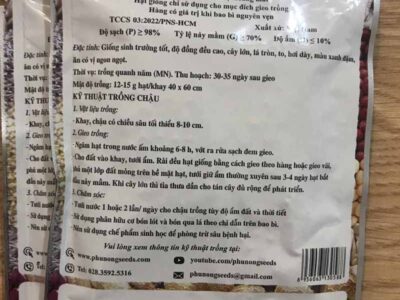 Hạt giống chỉ sử dụng cho mục đích gieo trồng
Hàng có giá trị khi bao bì nguyên vẹn
TCCS 03:2022/PNS-HCM
Xuất xứ: Nam
Độ sạch (P) ≥ 98%
Tỷ lệ nảy mầm (G) ≥ 70%
Độ ẩm ≤ 10%
Đặc tính: Giống sinh trưởng tốt, độ đồng đều cao, cây lớn, lá tròn, to, hơi dày, màu xanh đậm,
ăn có vị ngon ngọt.
Thời vụ: trồng quanh năm (MN). Thu hoạch: 30-35 ngày sau gieo
Mật độ trồng: 12-15 g hạt/khay 40 x 60 cm
KỸ THUẬT TRỒNG CHẬU
1. Vật liệu trồng:
- Khay, chậu có chiều sâu tối thiểu 8-10 cm.
2. Gieo trồng:
- Ngâm hạt trong nước ấm khoảng 6-8 h, rửa sạch đem gieo.
- Cho đất vào khay, tưới ẩm. Rải đều hạt giống bằng cách gieo theo hàng hoặc gieo vãi,
phủ một lớp đất mỏng trên bề mặt hạt, tưới giữ ẩm thường xuyên sau 3-4 ngày hạt bắt
đầu nảy mầm. Khi cây lớn thì tỉa thưa dần cho tán cây đủ rộng để phát triển.
3. Chăm sóc:
- Tưới nước 1 hoặc 2 lần/ ngày cho chậu trồng tùy độ ẩm đất và thời tiết
- Sử dụng phân hữu cơ bón lót và bón qua lá theo chỉ dẫn trên bao bì.
- Nên sử dụng chế phẩm sinh học để phòng trừ sâu bệnh hại.
Vui lòng xem thông tin kỹ thuật trồng tại:
www.phunongseeds.vn
youtube.com/phunongseeds
phunongseeds@gmail.com
Tel: 028.3592.5316
facebook.com/phunongseeds